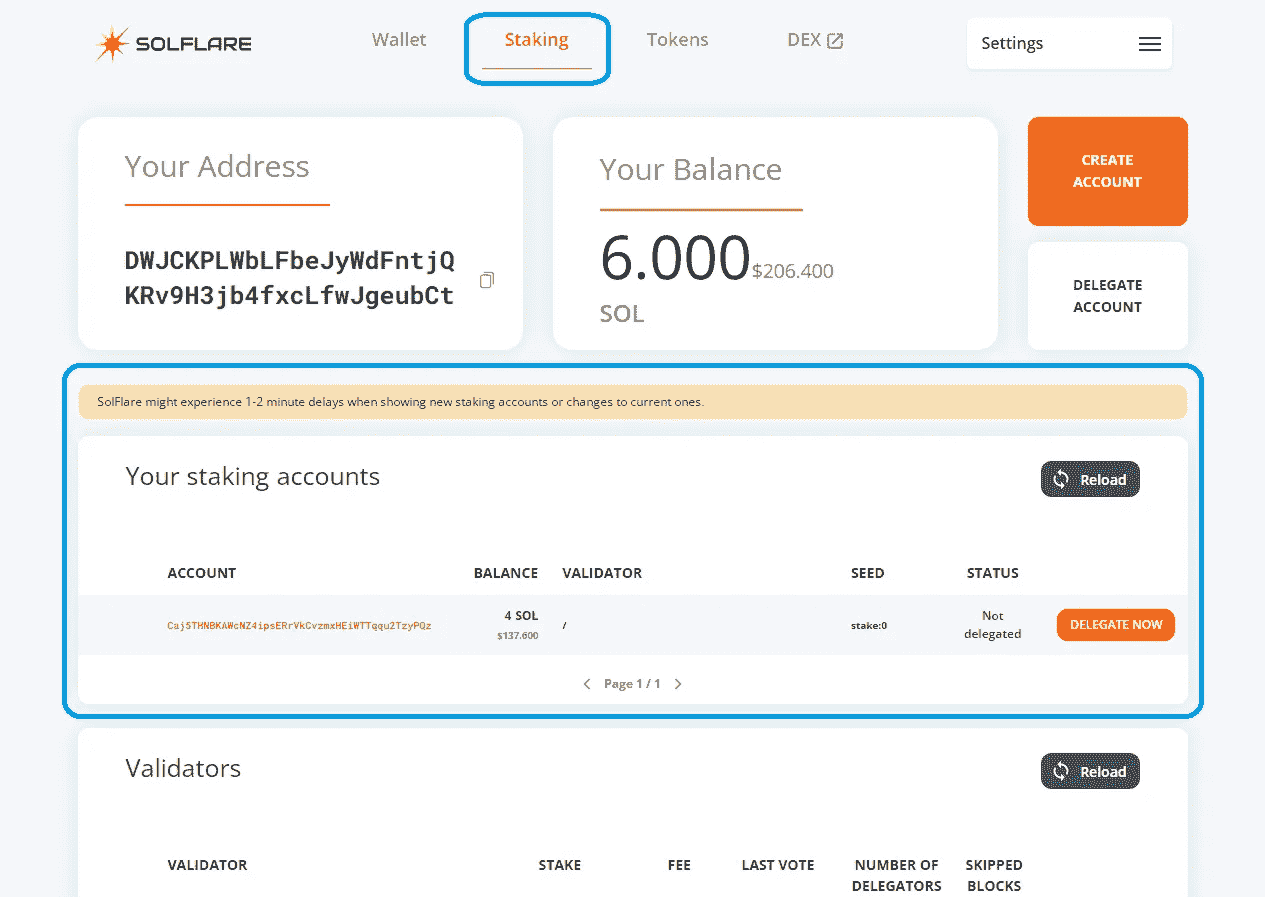 SOLFLARE
Wallet
Staking
Tokens
DEX
Settings
Your Address
DWJCKPLWbLFbeJyWdFntjQ
KRv9H3jb4fxcLfwJgeubCt
Your Balance
6.000 $206.400
SOL
CREATE
ACCOUNT
DELEGATE
ACCOUNT
SolFlare might experience 1-2 minute delays when showing new staking accounts or changes to current ones.
Your staking accounts
Reload
ACCOUNT BALANCE VALIDATOR SEED STATUS
4 SOL
$137.600
/
stake:0
Not
delegated
DELEGATE NOW
Page 1 / 1
Validators
Reload
VALIDATOR STAKE FEE LAST VOTE NUMBER OF DELEGATORS SKIPPED BLOCKS